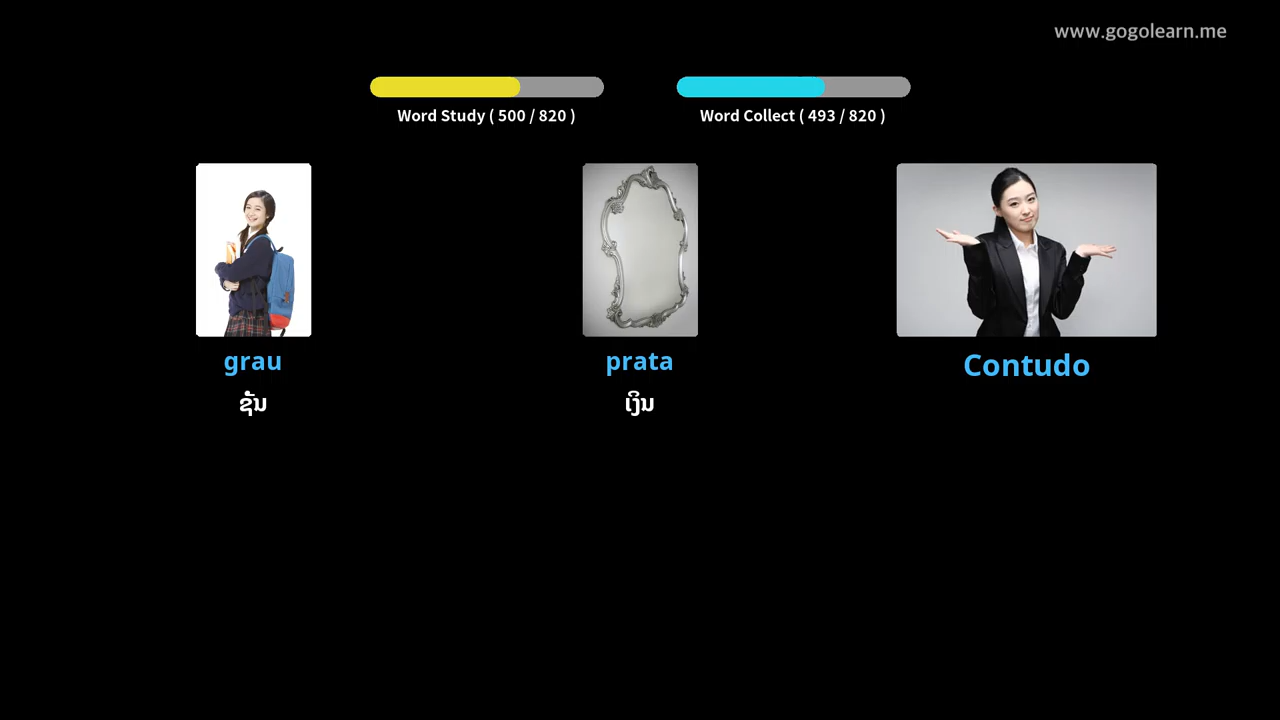 www.gogolearn.me
Word Study ( 500 / 820 )
Word Collect ( 493 / 820 )
grau
prata
Contudo
ຊັ້ນ
ເງິນ